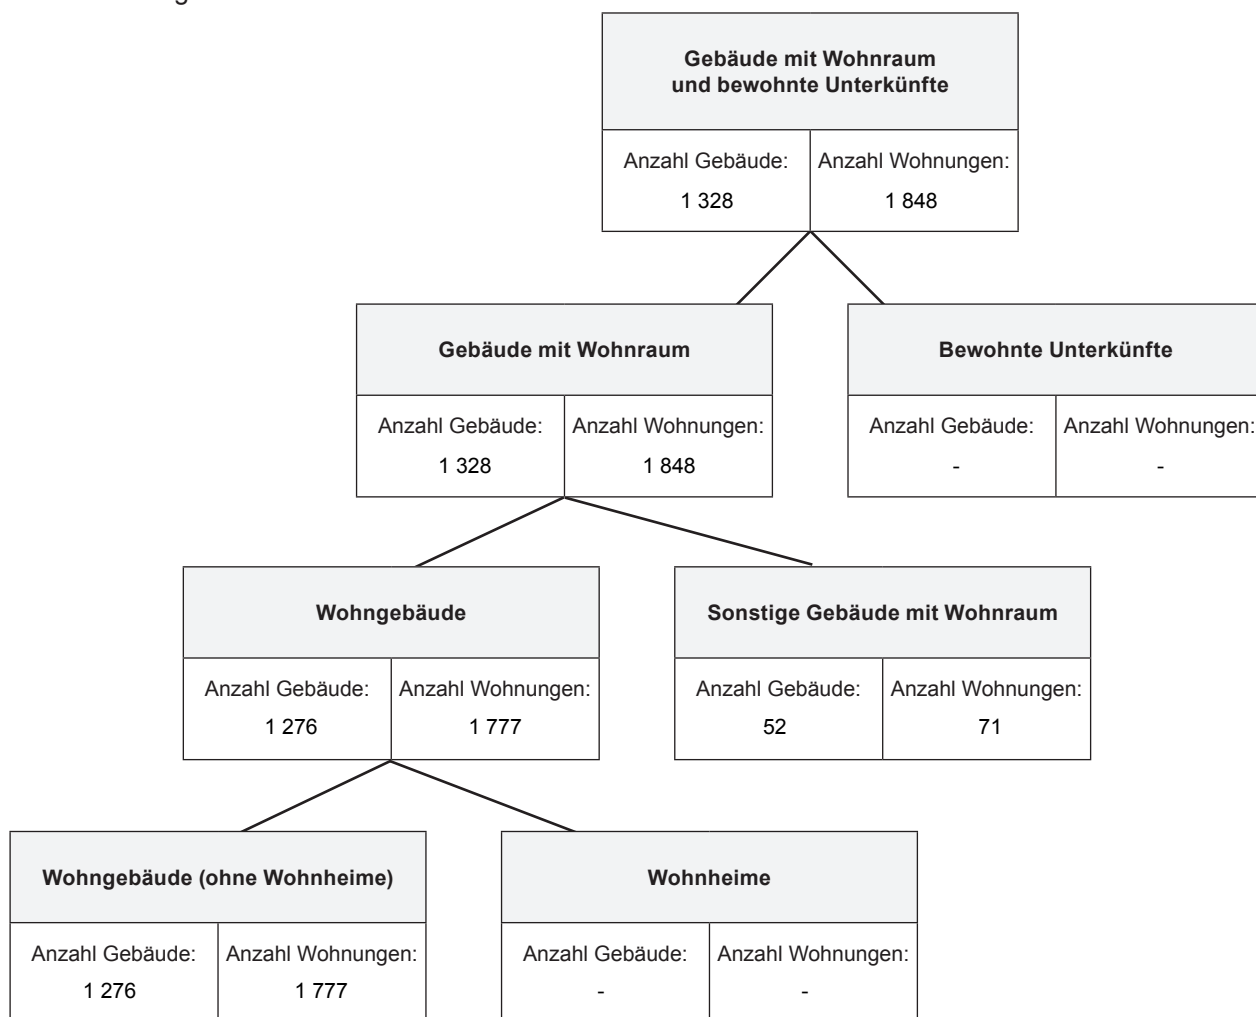 Gebäude mit Wohnraum
und bewohnte Unterkünfte
Anzahl Gebäude: Anzahl Wohnungen:
1 328 1 848
Gebäude mit Wohnraum
Anzahl Gebäude: Anzahl Wohnungen:
1 328 1 848
Bewohnte Unterkünfte
Anzahl Gebäude: Anzahl Wohnungen:
- -
Wohngebäude
Anzahl Gebäude: Anzahl Wohnungen:
1 276 1 777
Sonstige Gebäude mit Wohnraum
Anzahl Gebäude: Anzahl Wohnungen:
52 71
Wohngebäude (ohne Wohnheime)
Anzahl Gebäude: Anzahl Wohnungen:
1 276 1 777
Wohnheime
Anzahl Gebäude: Anzahl Wohnungen:
- -